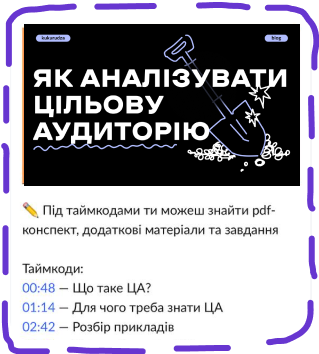 kukarudza
blog
ЯК АНАЛІЗУВАТИ
ЦІЛЬОВУ
АУДИТОРІЮ
✏️ Під таймкодами ти можеш знайти pdf-
конспект, додаткові матеріали та завдання
Таймкоди:
00:48 — Що таке ЦА?
01:14 — Для чого треба знати ЦА
02:42 — Розбір прикладів